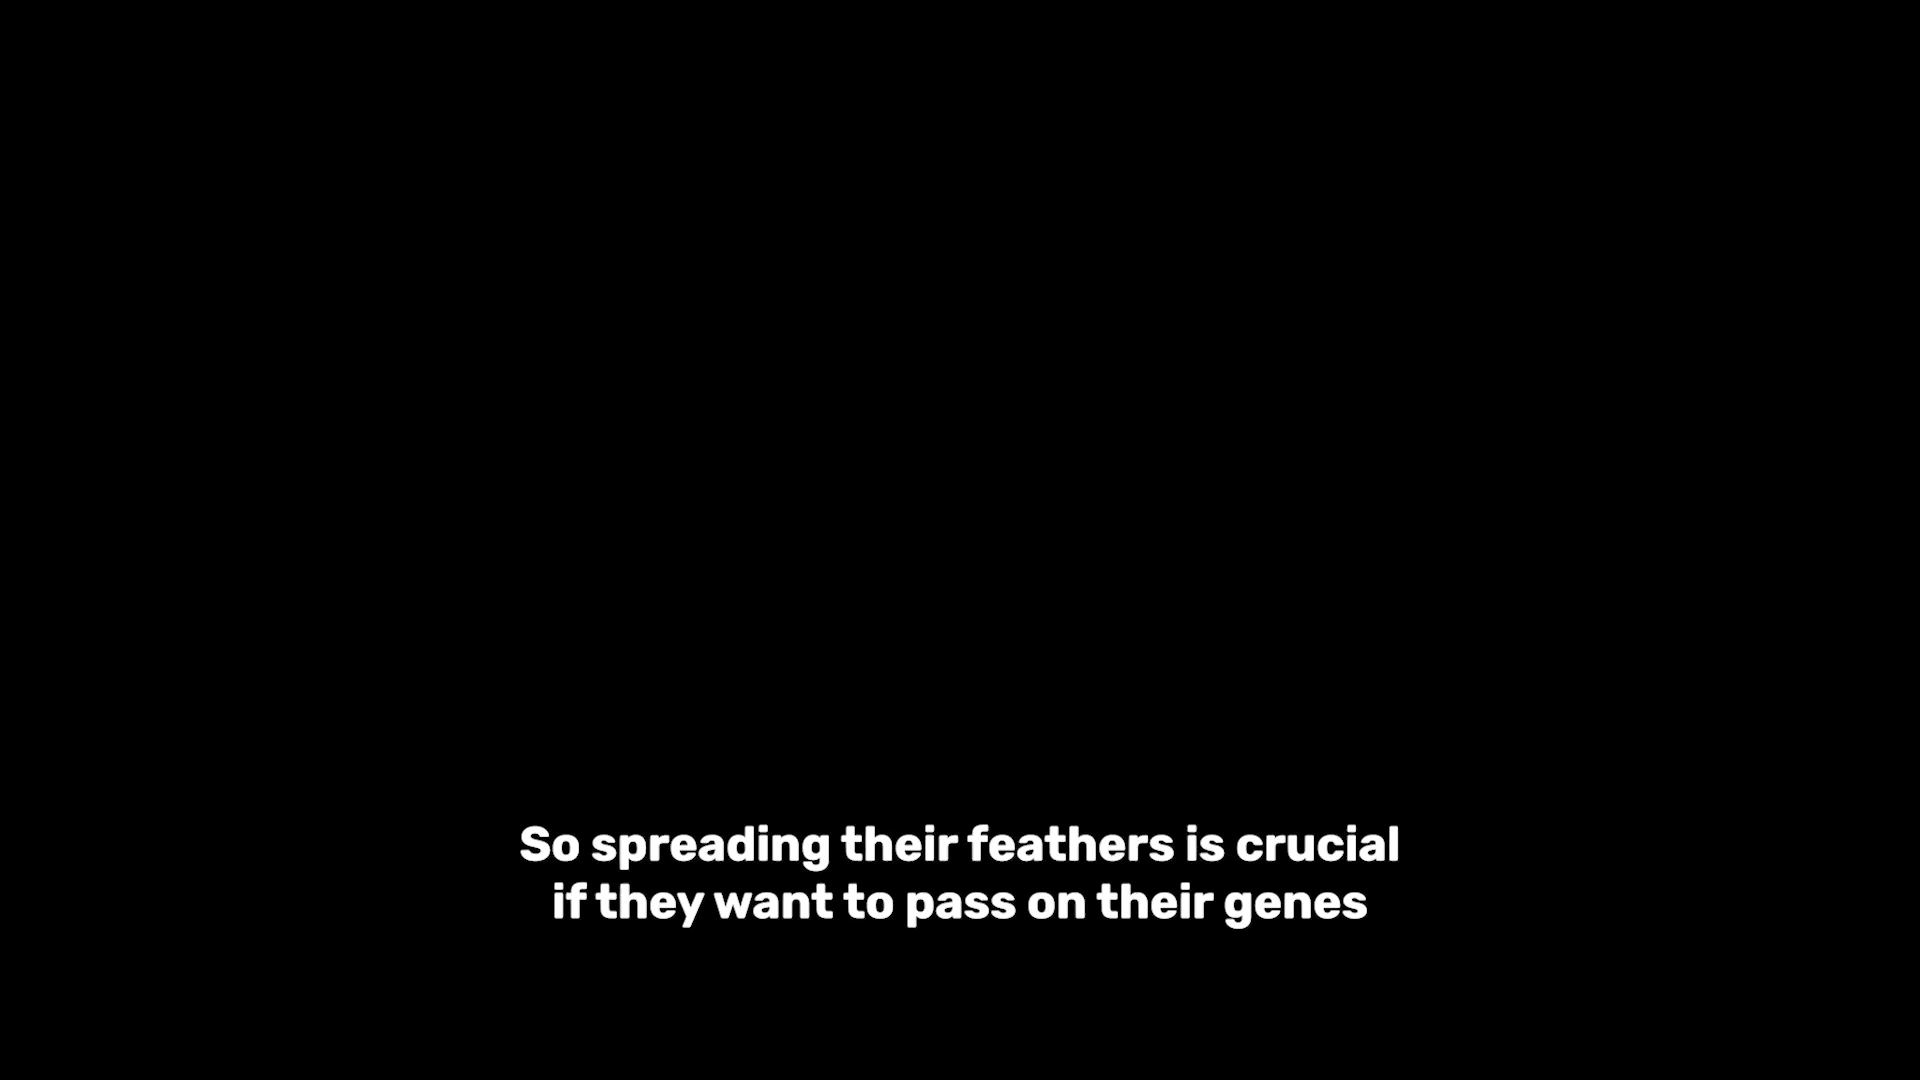 So spreading their feathers is crucial
if they want to pass on their genes